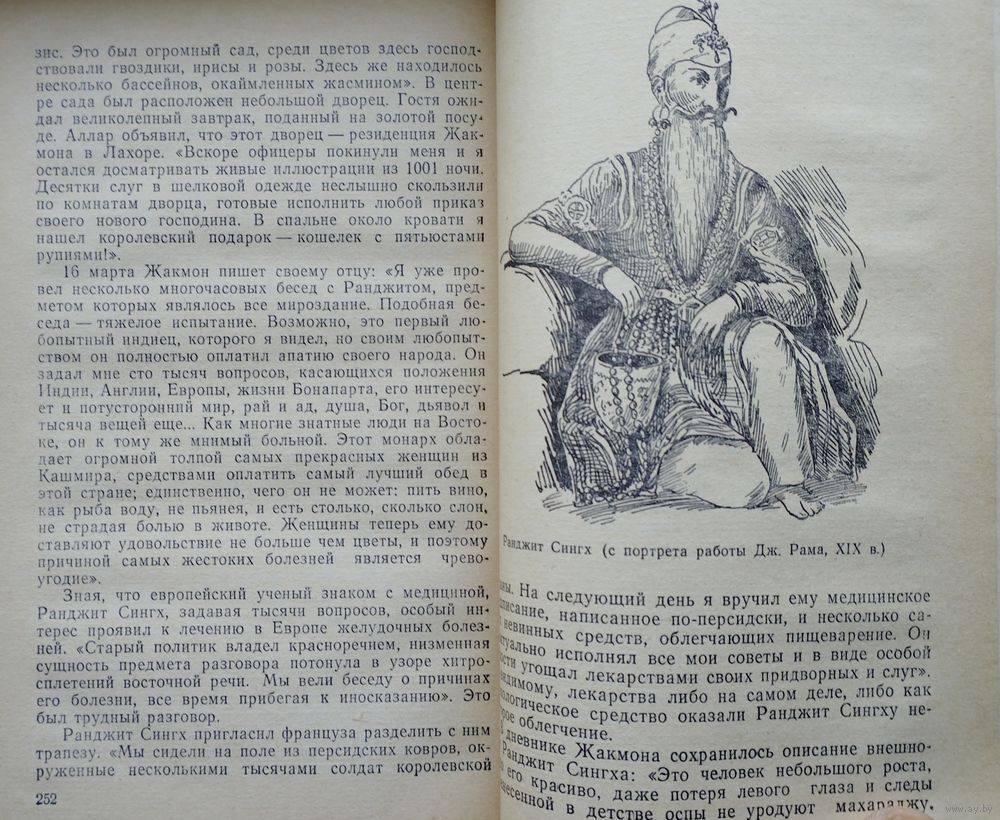 зис. Это был огромный сад, среди цветов здесь господ-
ствовали гвоздики, ирисы и розы. Здесь же находилось
несколько бассейнов, окаймленных жасмином». В цент-
ре сада был расположен небольшой дворец. Гостя ожи-
дал великолепный завтрак, поданный на золотой посу-
де. Аллар объявил, что этот дворец — резиденция Жак-
мона в Лахоре. «Вскоре офицеры покинули меня и я
остался досматривать живые иллюстрации из 1001 ночи.
Десятки слуг в шелковой одежде неслышно скользили
по комнатам дворца, готовые исполнить любой приказ
своего нового господина. В спальне около кровати я
нашел королевский подарок — кошелек с пятьюстами
рупиями!».
16 марта Жакмон пишет своему отцу: «Я уже про-
вел несколько многочасовых бесед с Ранджитом, пред-
метом которых являлось все мироздание. Подобная бе-
седа — тяжелое испытание. Возможно, это первый лю-
бопытный индиец, которого я видел, но своим любопыт-
ством он полностью оплатил апатию своего народа. Он
задал мне сто тысяч вопросов, касающихся положения
Индии, Англии, Европы, жизни Бонапарта, его интересу-
ет и потусторонний мир, рай и ад, душа, Бог, дьявол и
тысяча вещей еще... Как многие знатные люди на Восто-
ке, он к тому же мнимый больной. Этот монарх обла-
дает огромной толпой самых прекрасных женщин из
Кашмира, средствами оплатить самый лучший обед в
этой стране; единственно, чего он не может: пить вино,
как рыба воду, не пьянея, и есть столько, сколько слон,
не страдая болью в животе. Женщины теперь ему до-
ставляют удовольствие не больше чем цветы, и поэтому
причиной самых жестоких болезней является чрево-
угодие».
Зная, что европейский ученый знаком с медициной,
Ранджит Сингх, задавая тысячи вопросов, особый ин-
терес проявил к лечению в Европе желудочных болез-
ней. «Старый политик владел красноречием, низменная
сущность предмета разговора потонула в узоре хитро-
сплетений восточной речи. Мы вели беседу о причинах
его болезни, все время прибегая к иносказанию». Это
был трудный разговор.
Ранджит Сингх пригласил француза разделить с ним
трапезу. «Мы сидели на поле из персидских ковров, ок-
руженные несколькими тысячами солдат королевской
252
Ранджит Сингх (с портрета работы Дж. Рама, XIX в.)
На следующий день я вручил ему медицинское
писание, написанное по-персидски, и несколько са-
невинных средств, облегчающих пищеварение. Он
туально исполнял все мои советы и в виде особой
сти угощал лекарствами своих придворных и слуг».
видимому, лекарства либо на самом деле, либо как
ологическое средство оказали Ранджит Сингху не-
рое облегчение.
дневнике Жакмона сохранилось описание внешно-
Ранджит Сингха: «Это человек небольшого роста,
его красиво, даже потеря левого глаза и следы
есенной в детстве оспы не уродуют махараджу.
www.ay.by